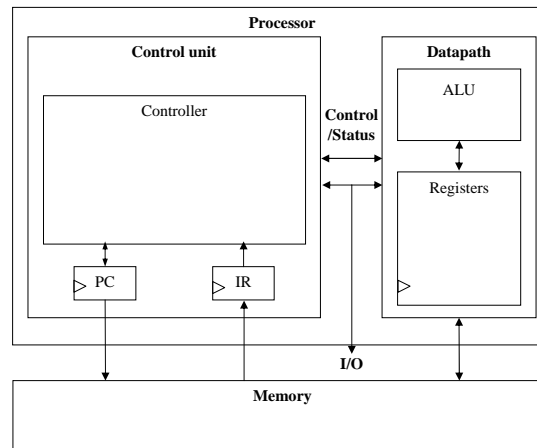 Processor
Control unit
Datapath
Controller
ALU
Control
/Status
Registers
PC
IR
I/O
Memory